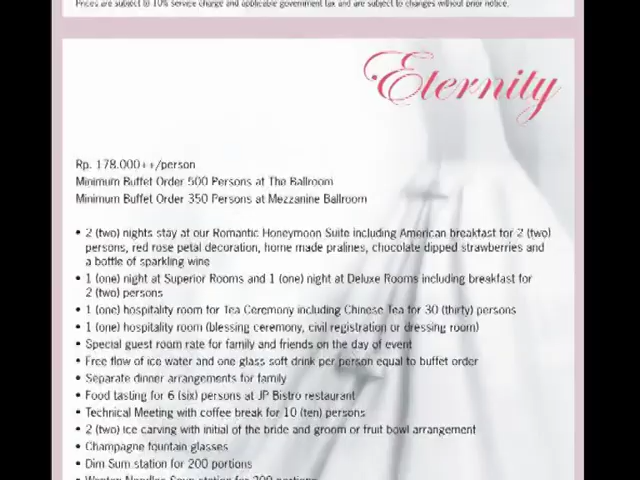 Prices are subject to 10% service charge and applicable government tax and are subject to changes without prior notice.
Eternity
Rp. 178.000++/person
Minimum Buffet Order 500 Persons at The Ballroom
Minimum Buffet Order 350 Persons at Mezzanine Ballroom
• 2 (two) nights stay at our Romantic Honeymoon Suite including American breakfast for 2 (two)
persons, red rose petal decoration, home made pralines, chocolate dipped strawberries and
a bottle of sparkling wine
• 1 (one) night at Superior Rooms and 1 (one) night at Deluxe Rooms including breakfast for
2 (two) persons
• 1 (one) hospitality room for Tea Ceremony including Chinese Tea for 30 (thirty) persons
• 1 (one) hospitality room (blessing ceremony, civil registration or dressing room)
• Special guest room rate for family and friends on the day of event
• Free flow of ice water and one glass soft drink per person equal to buffet order
• Separate dinner arrangements for family
• Food tasting for 6 (six) persons at JP Bistro restaurant
• Technical Meeting with coffee break for 10 (ten) persons
• 2 (two) Ice carving with initial of the bride and groom or fruit bowl arrangement
• Champagne fountain glasses
• Dim Sum station for 200 portions
• Wonton Noodles Soup station for 200 portions